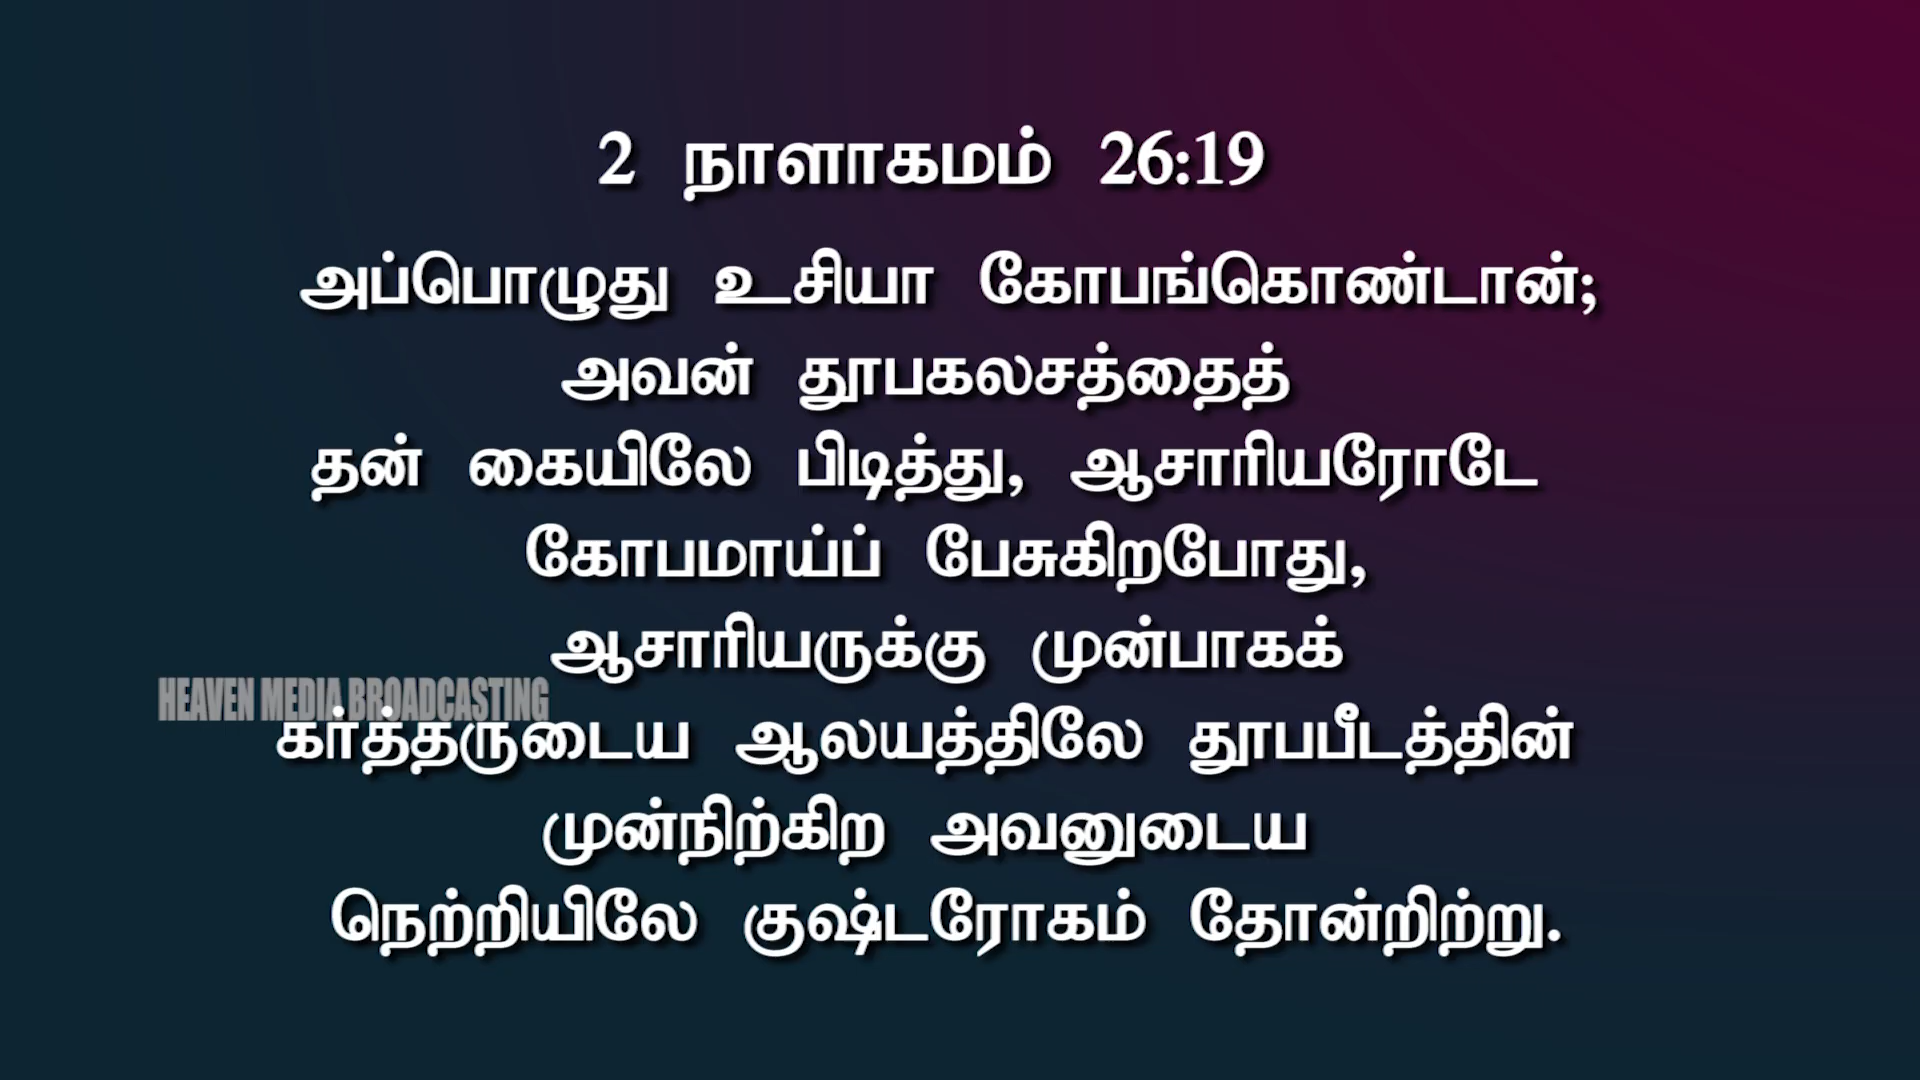 2 நாளாகமம் 26:19
அப்பொழுது உசியா கோபங்கொண்டான்;
அவன் தூபகலசத்தைத்
தன் கையிலே பிடித்து, ஆசாரியரோடே
கோபமாய்ப் பேசுகிறபோது,
ஆசாரியருக்கு முன்பாகக்
HEAVEN MEDIA BROADCASTING
கர்த்தருடைய ஆலயத்திலே தூபபீடத்தின்
முன்நிற்கிற அவனுடைய
நெற்றியிலே குஷ்டரோகம் தோன்றிற்று.